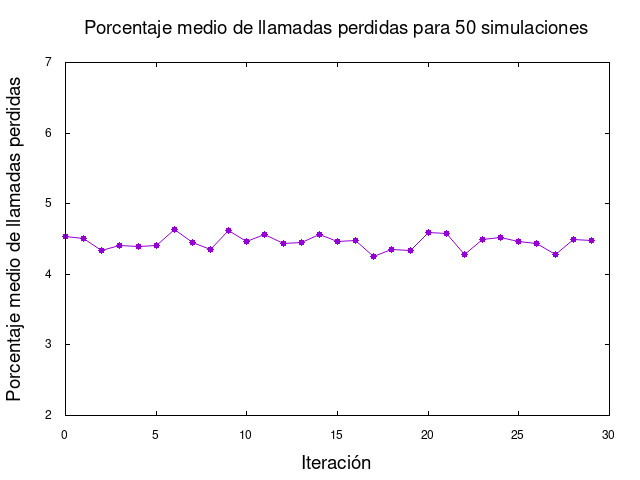 Porcentaje medio de llamadas perdidas para 50 simulaciones
Porcentaje medio de llamadas perdidas
7
6
5
4
3
2
0 5 10 15 20 25 30
Iteración